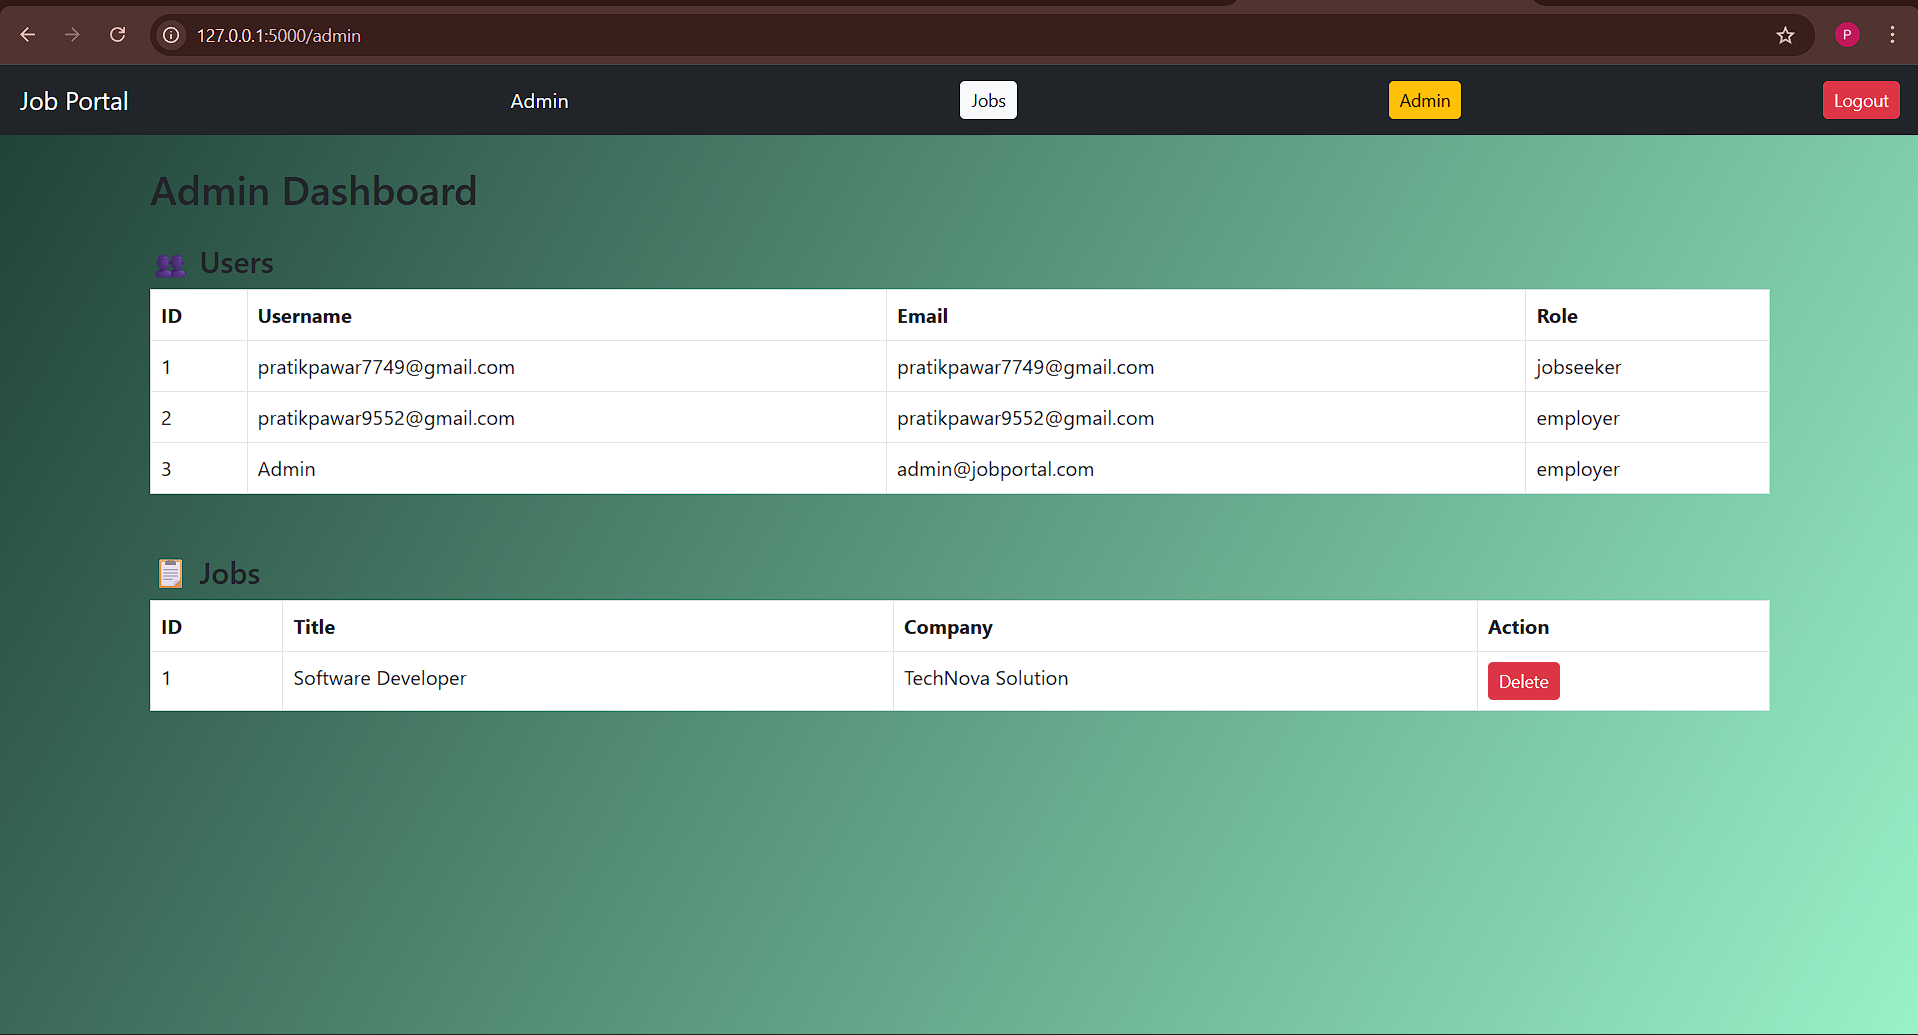 127.0.0.1:5000/admin
P
Job Portal Admin Jobs Admin Logout
Admin Dashboard
Users
ID Username Email Role
1 pratikpawar7749@gmail.com pratikpawar7749@gmail.com jobseeker
2 pratikpawar9552@gmail.com pratikpawar9552@gmail.com employer
3 Admin admin@jobportal.com employer
Jobs
ID Title Company Action
1 Software Developer TechNova Solution Delete